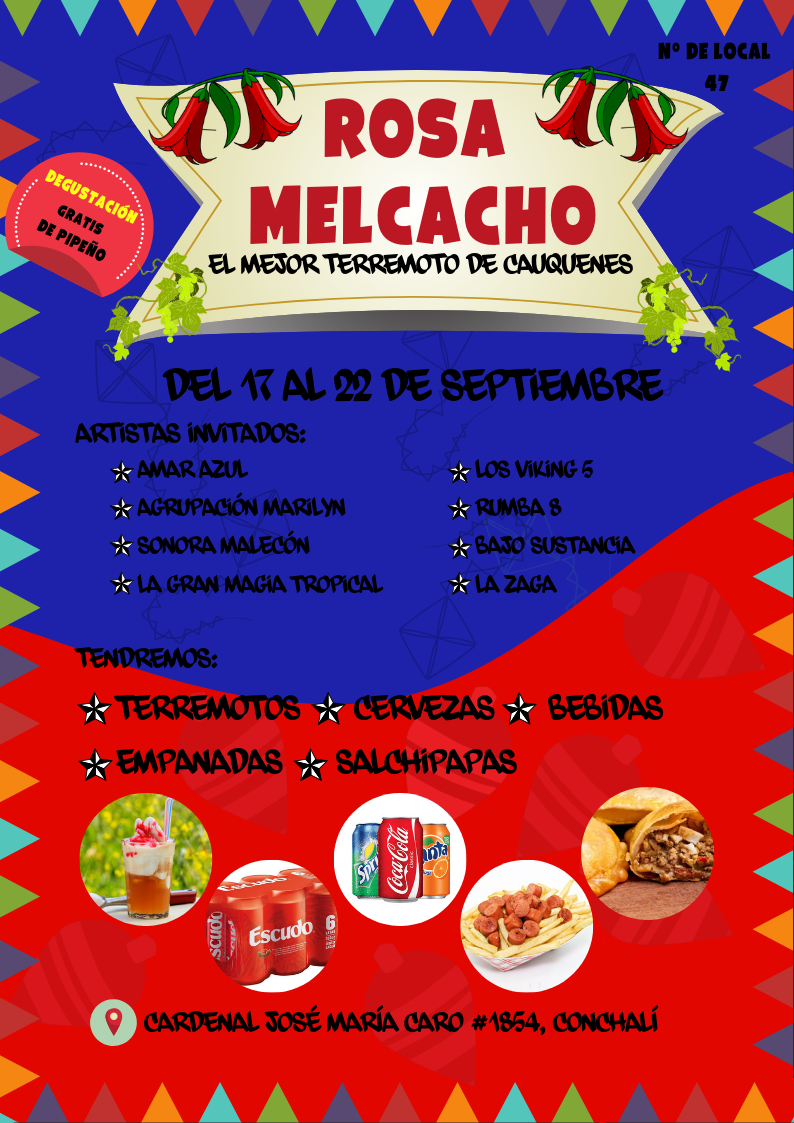 Nº DE LOCAL
47
ROSA
MELCACHO
EL MEJOR TERREMOTO DE CAUQUENES
DEGUSTACIÓN
GRATIS
DE PIPEÑO
DEL 17 AL 22 DE SEPTIEMBRE
ARTISTAS INVITADOS:
AMAR AZUL
LOS VIKING 5
AGRUPACIÓN MARILYN
RUMBA 8
SONORA MALECÓN
BAJO SUSTANCIA
LA GRAN MAGIA TROPICAL
LA ZAGA
TENDREMOS:
TERREMOTOS CERVEZAS BEBIDAS
EMPANADAS SALCHIPAPAS
Coca-Cola
Escudo
6
CARDENAL JOSÉ MARÍA CARO #1854, CONCHALÍ